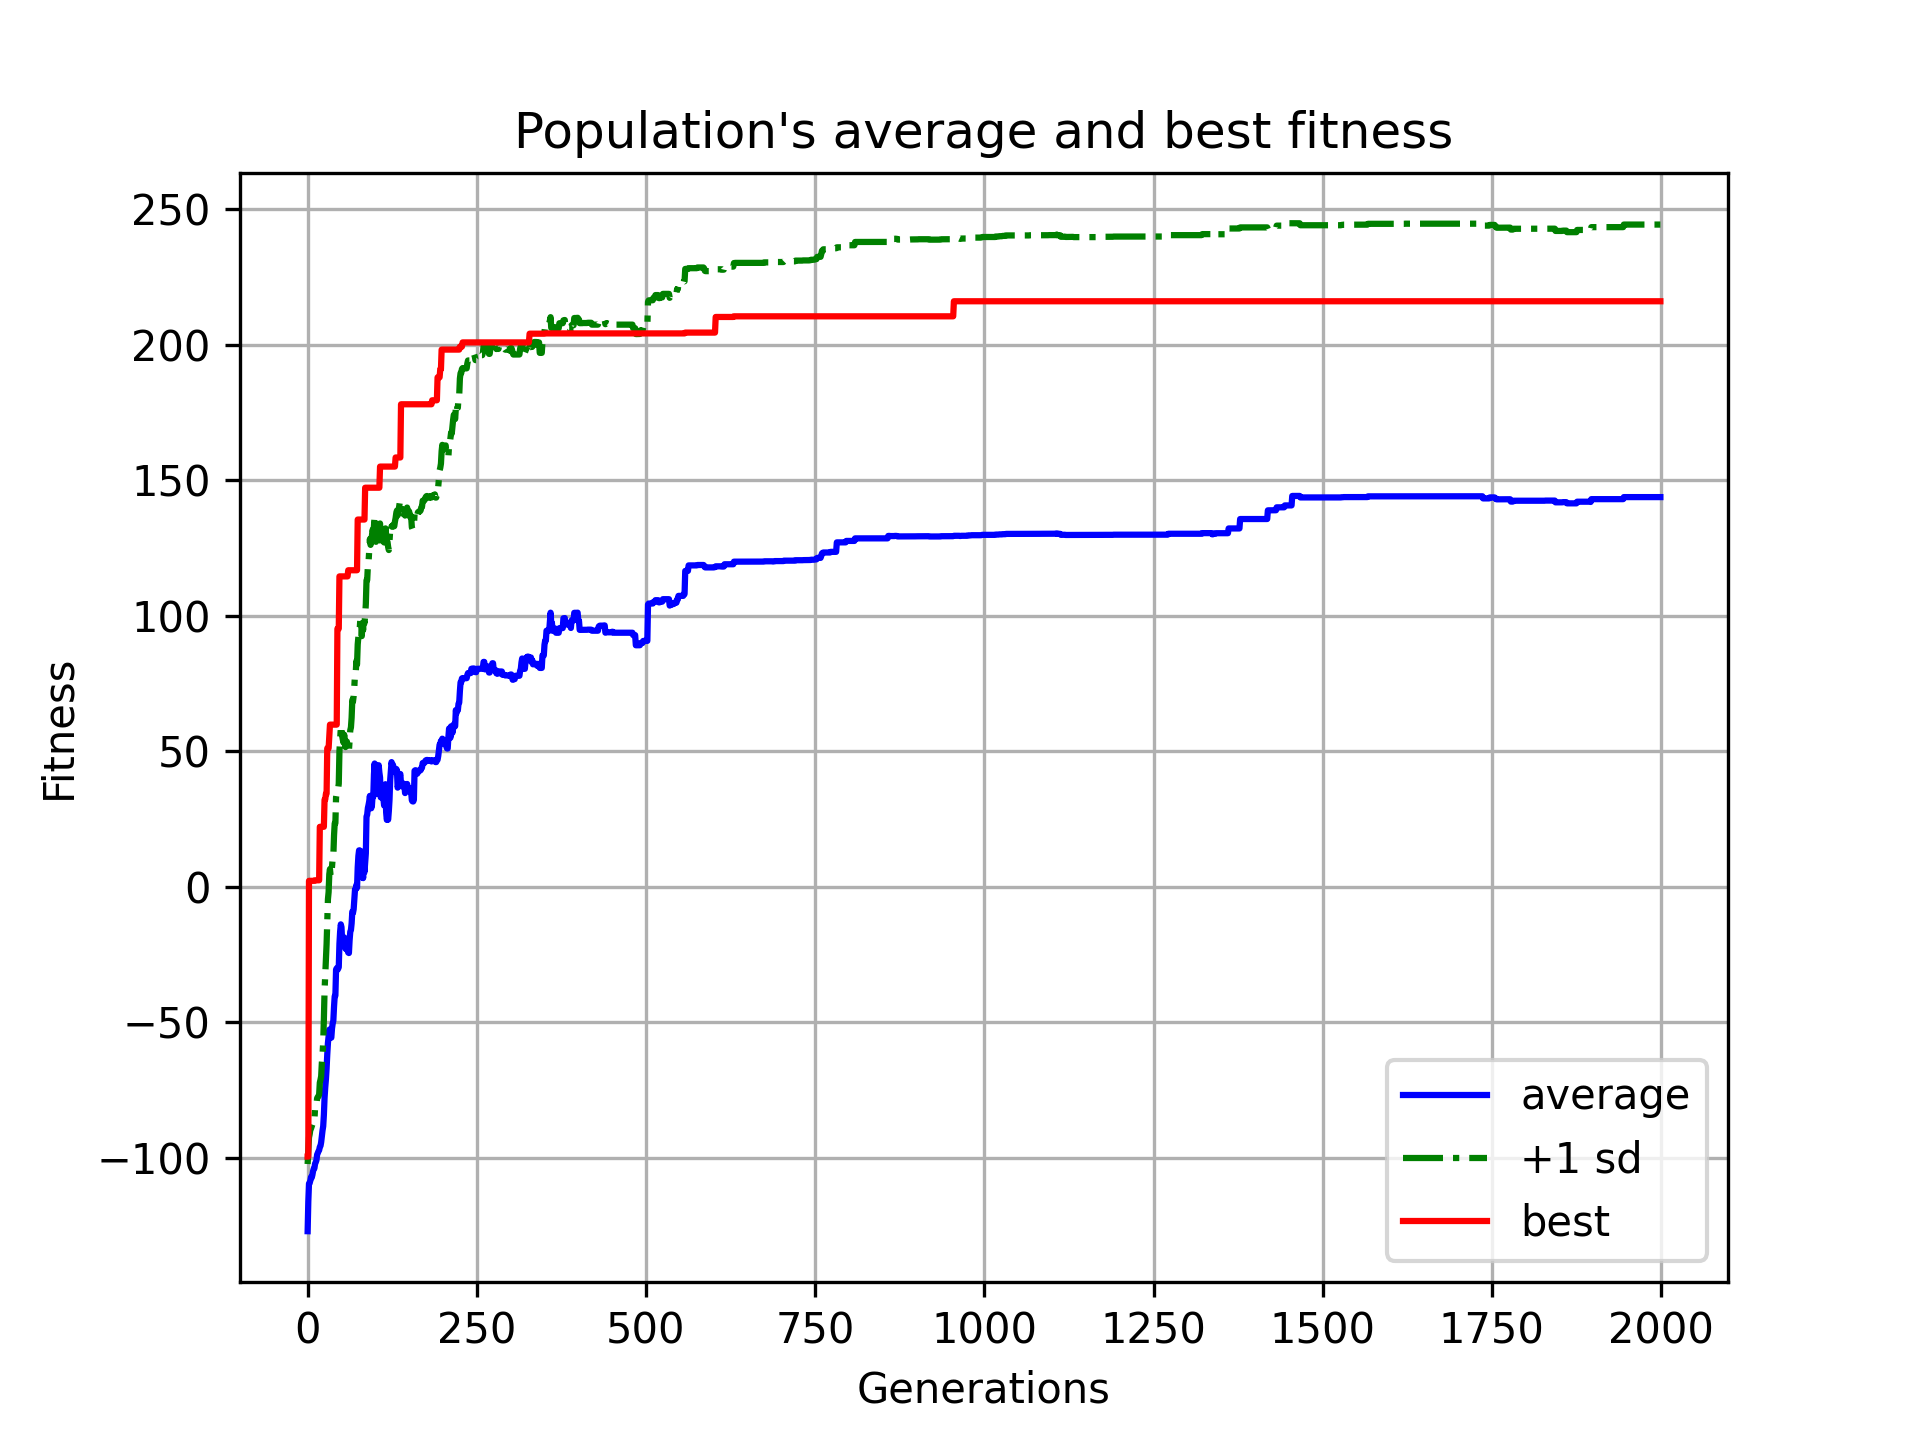 Population's average and best fitness
Fitness
250
200
150
100
50
0
−50
−100
0 250 500 750 1000 1250 1500 1750 2000
Generations
average
+1 sd
best